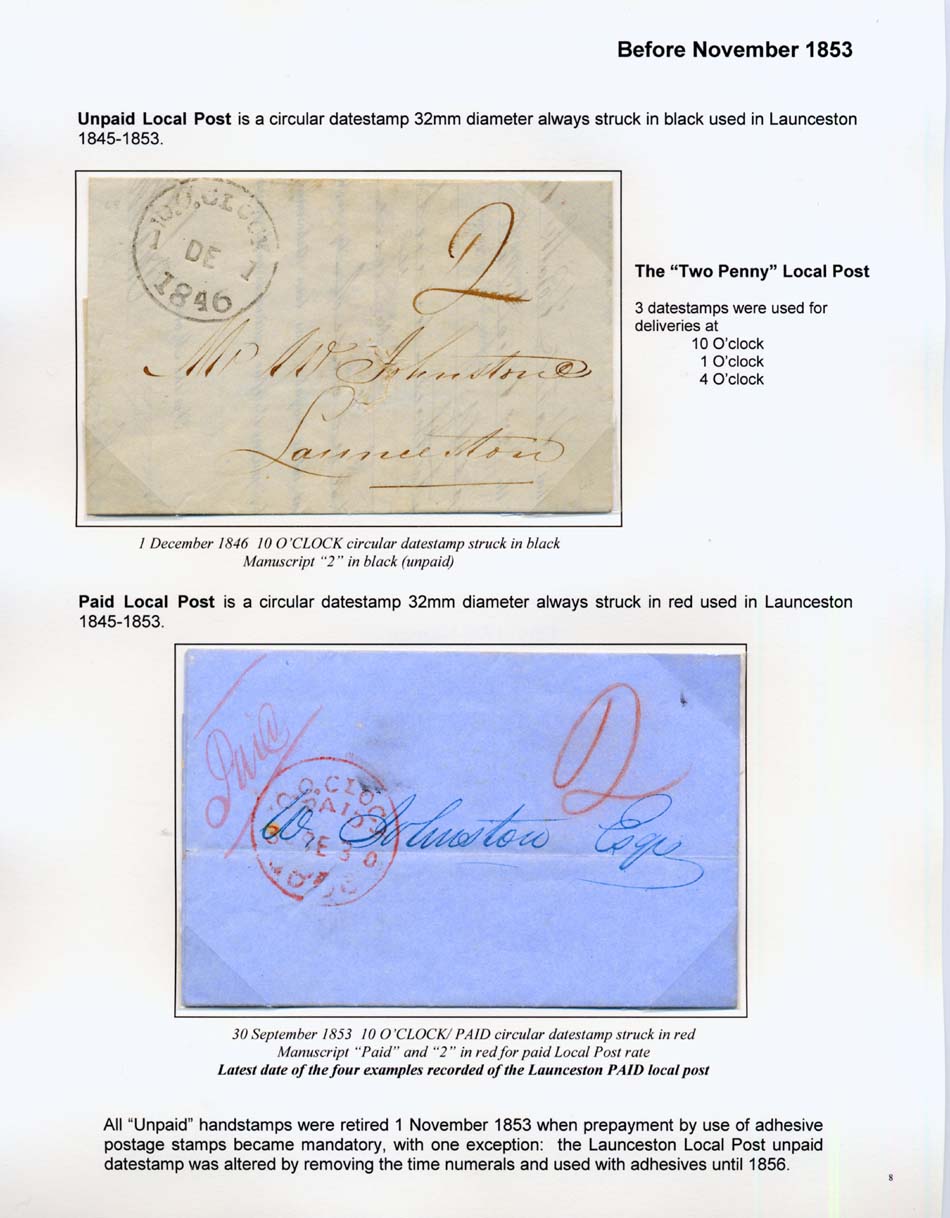 Before November 1853
Unpaid Local Post is a circular datestamp 32mm diameter always struck in black used in Launceston
1845-1853.
10.O,CLOCK
DE 1
1846
2
Mr W Johnstone
Launceston
The “Two Penny” Local Post
3 datestamps were used for
deliveries at
10 O'clock
1 O'clock
4 O'clock
1 December 1846 10 O'CLOCK circular datestamp struck in black
Manuscript “2” in black (unpaid)
Paid Local Post is a circular datestamp 32mm diameter always struck in red used in Launceston
1845-1853.
Paid
2
O,CLOC
PAID
30
W Johnston Esqr
30 September 1853 10 O'CLOCK/ PAID circular datestamp struck in red
Manuscript “Paid” and “2” in red for paid Local Post rate
Latest date of the four examples recorded of the Launceston PAID local post
All “Unpaid” handstamps were retired 1 November 1853 when prepayment by use of adhesive
postage stamps became mandatory, with one exception: the Launceston Local Post unpaid
datestamp was altered by removing the time numerals and used with adhesives until 1856.
8